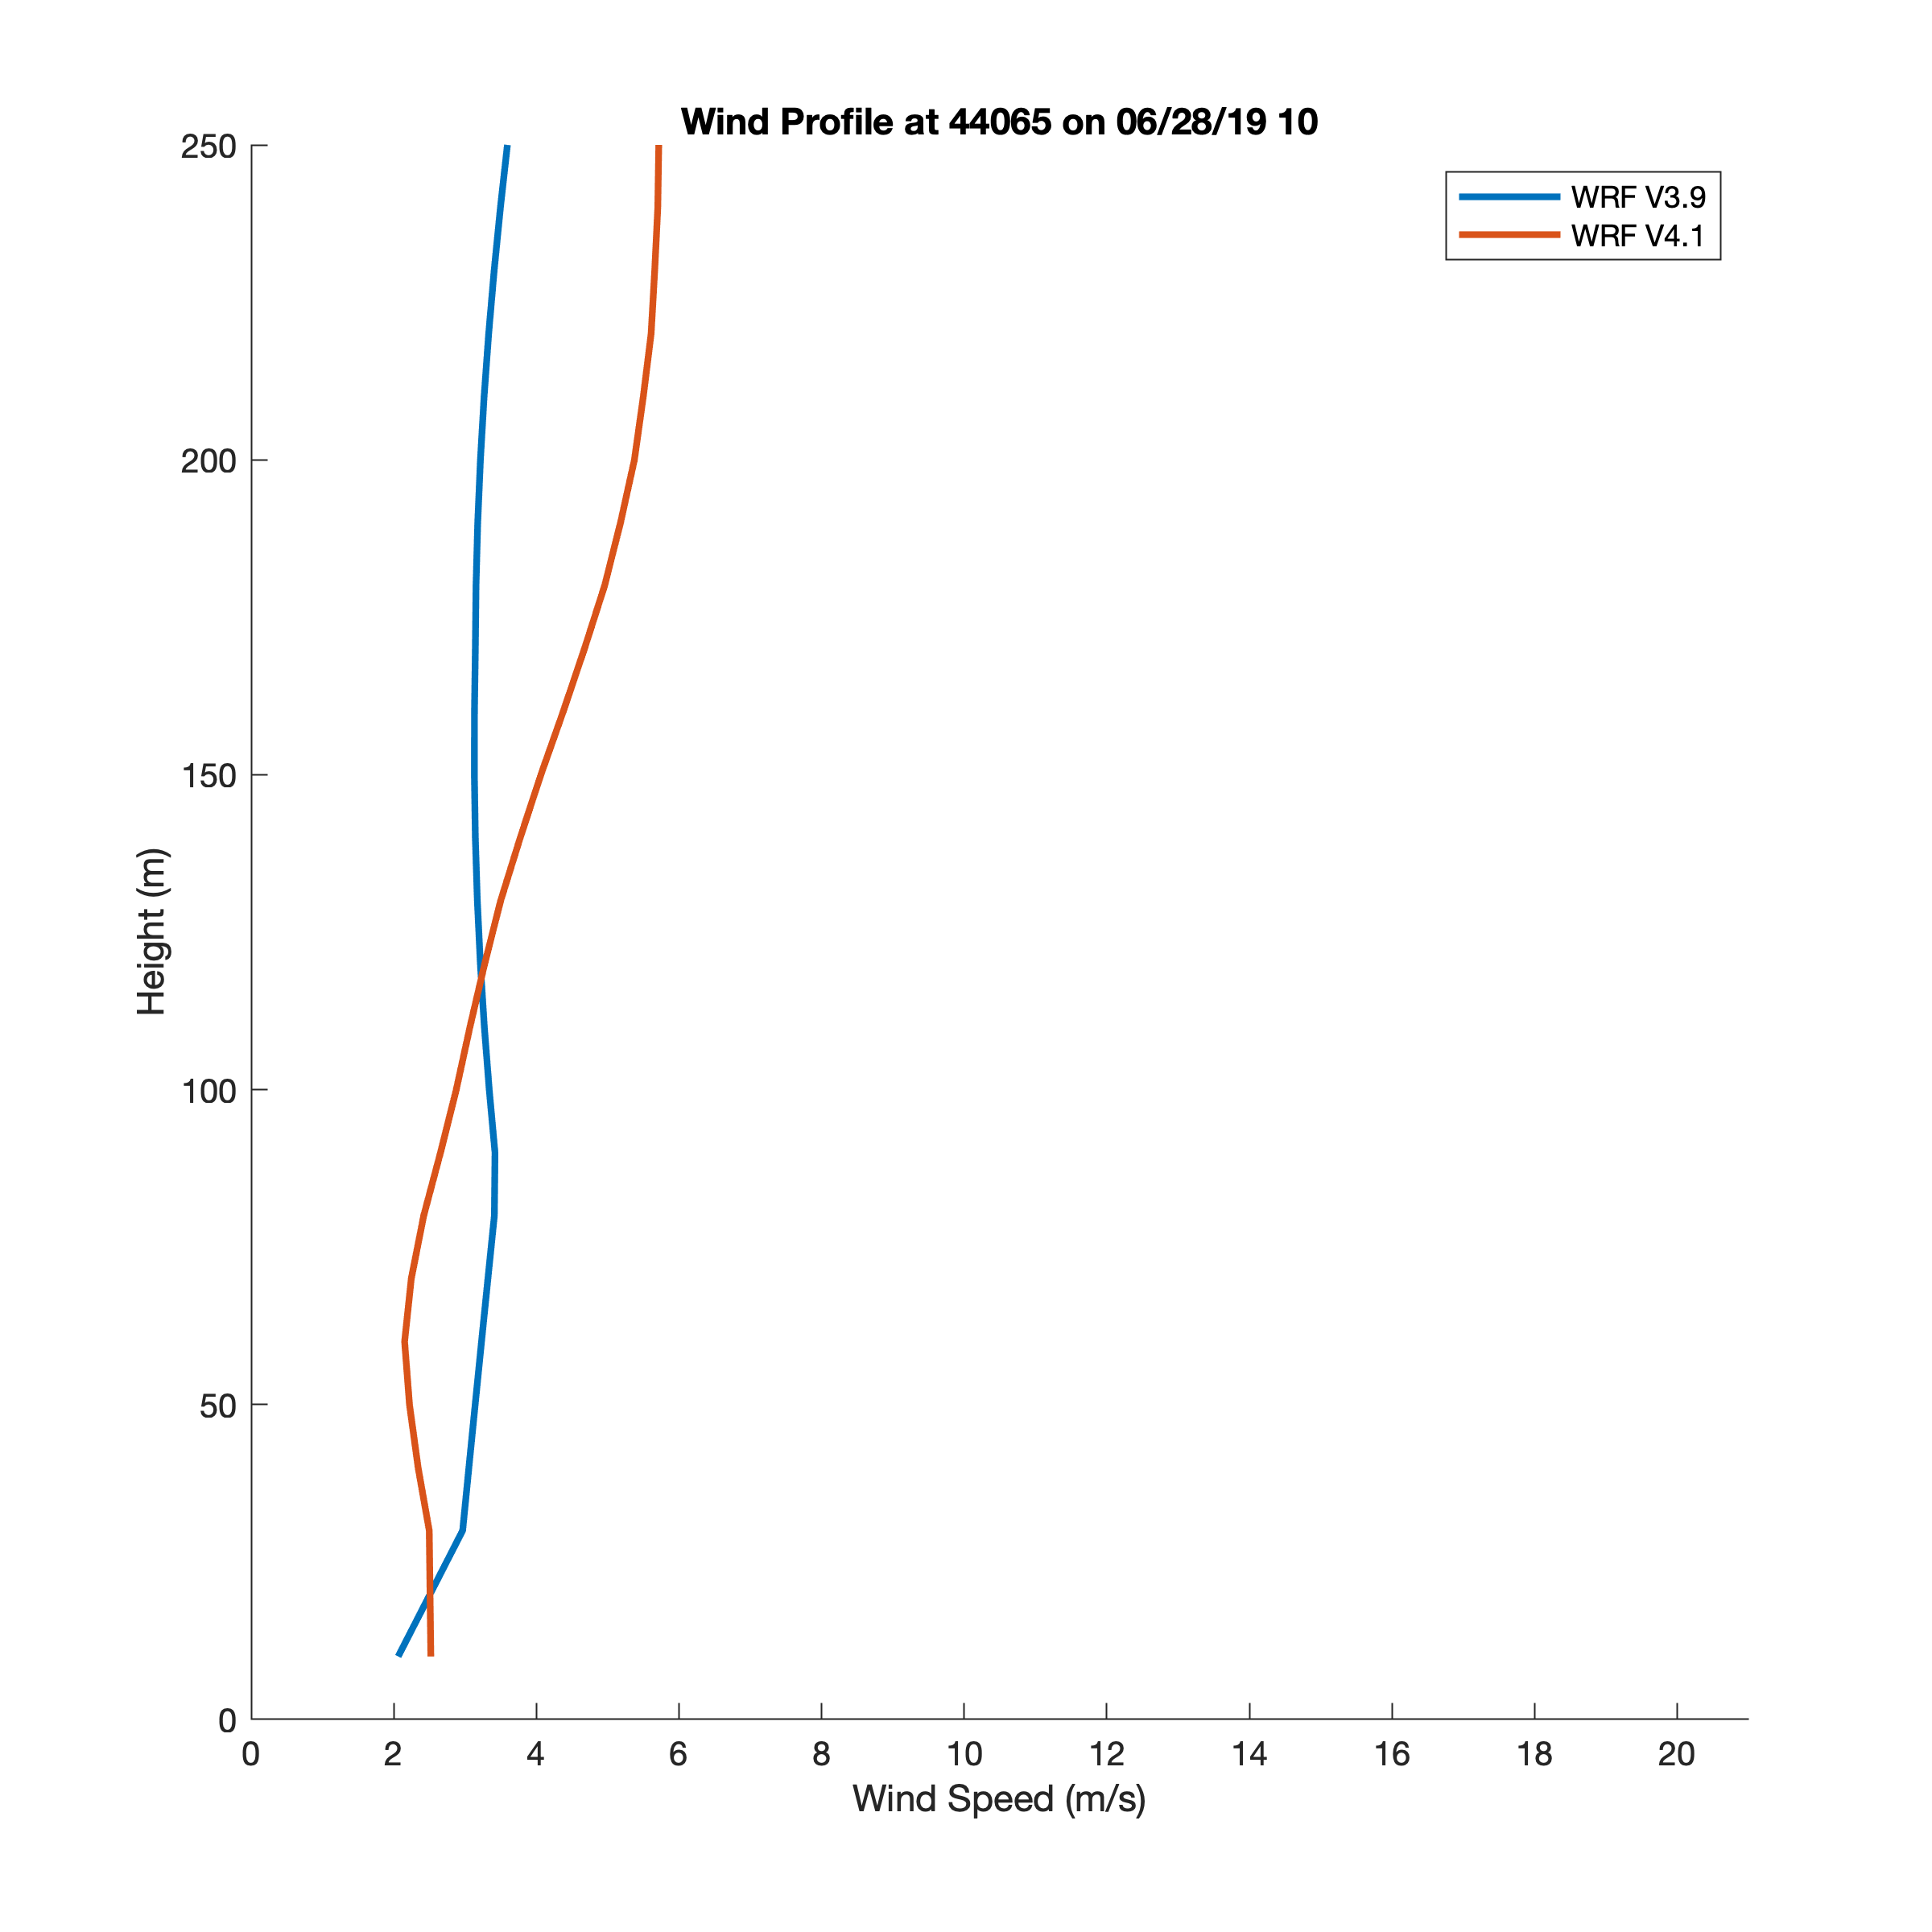 Wind Profile at 44065 on 06/28/19 10
WRF V3.9
WRF V4.1
250
200
150
100
50
0
Height (m)
0 2 4 6 8 10 12 14 16 18 20
Wind Speed (m/s)